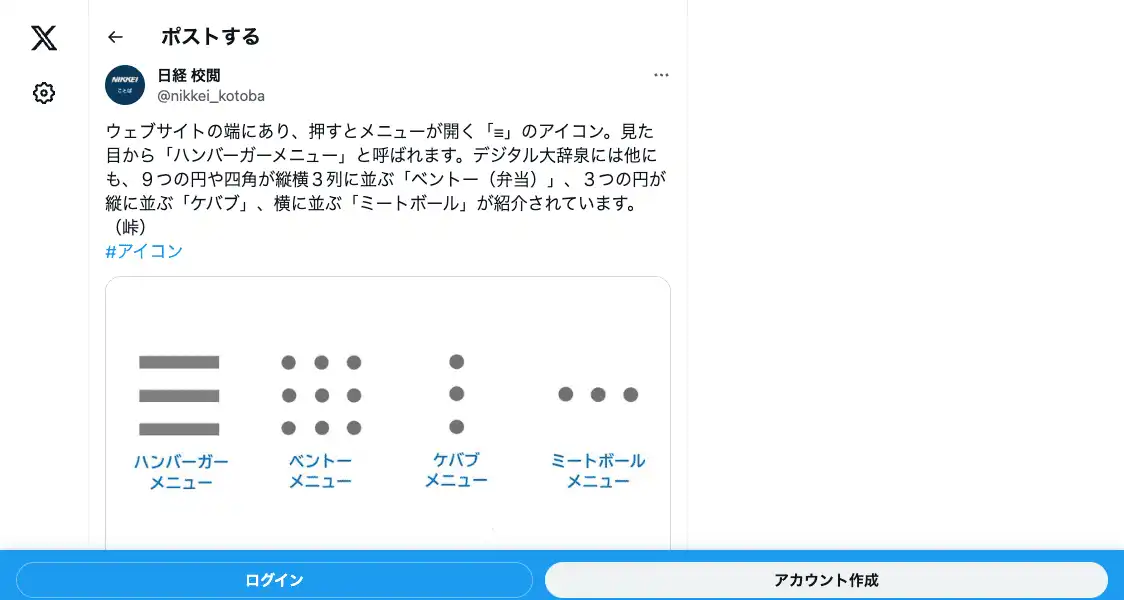 ポストする
NIKKEI
ことば
日経 校閲
@nikkei_kotoba
ウェブサイトの端にあり、押すとメニューが開く「≡」のアイコン。見た
目から「ハンバーガーメニュー」と呼ばれます。デジタル大辞泉には他に
も、９つの円や四角が縦横３列に並ぶ「ベントー（弁当）」、３つの円が
縦に並ぶ「ケバブ」、横に並ぶ「ミートボール」が紹介されています。
（峠）
#アイコン
ハンバーガー
メニュー
ベントー
メニュー
ケバブ
メニュー
ミートボール
メニュー
ログイン
アカウント作成